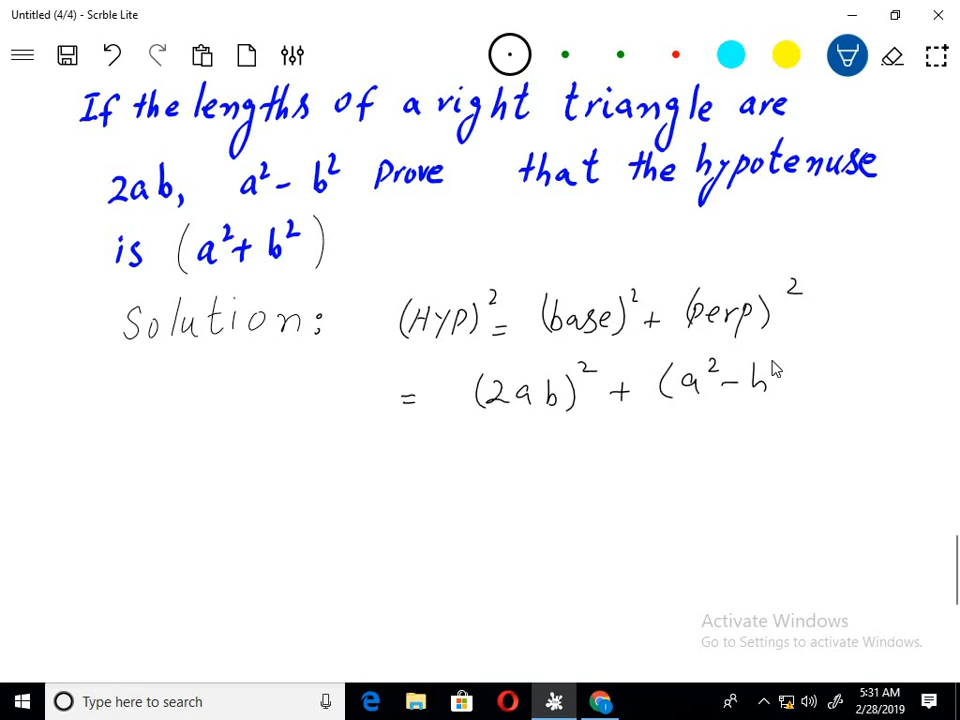 Untitled (4/4) - Scrble Lite
If the lengths of a right triangle are
2ab, a² - b² Prove that the hypotenuse
is (a² + b²)
Solution: (HYP)² = (base)² + (perp)²
= (2ab)² + (a² - b
Activate Windows
Go to Settings to activate Windows.
Type here to search
5:31 AM
2/28/2019